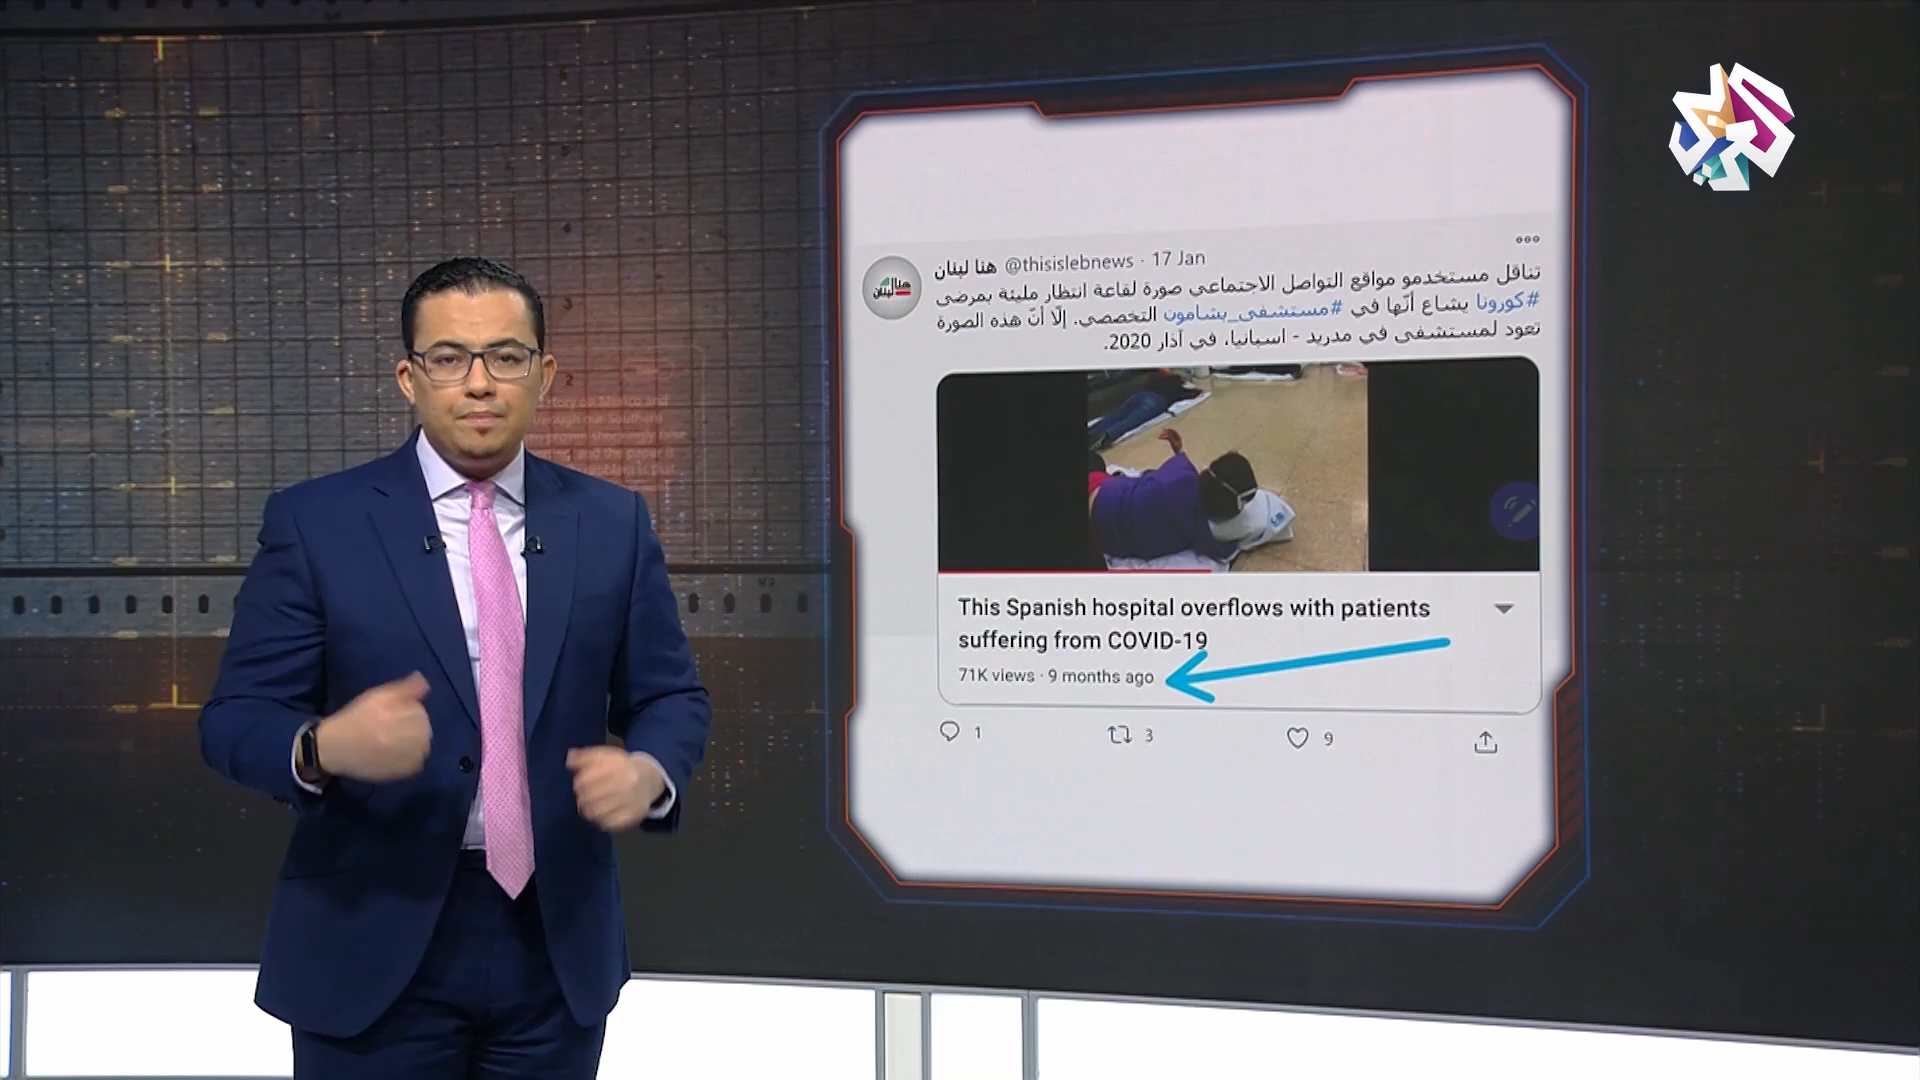 هنا لبنان @thisislebnews · 17 Jan
تناقل مستخدمو مواقع التواصل الاجتماعي صورة لقاعة انتظار مليئة بمرضى
#كورونا يشاع أنّها في #مستشفى_بشامون التخصصي. إلّا أنّ هذه الصورة
تعود لمستشفى في مدريد - اسبانيا، في آذار 2020.
هنا لبنان
This Spanish hospital overflows with patients
suffering from COVID-19
71K views · 9 months ago
1 3 9